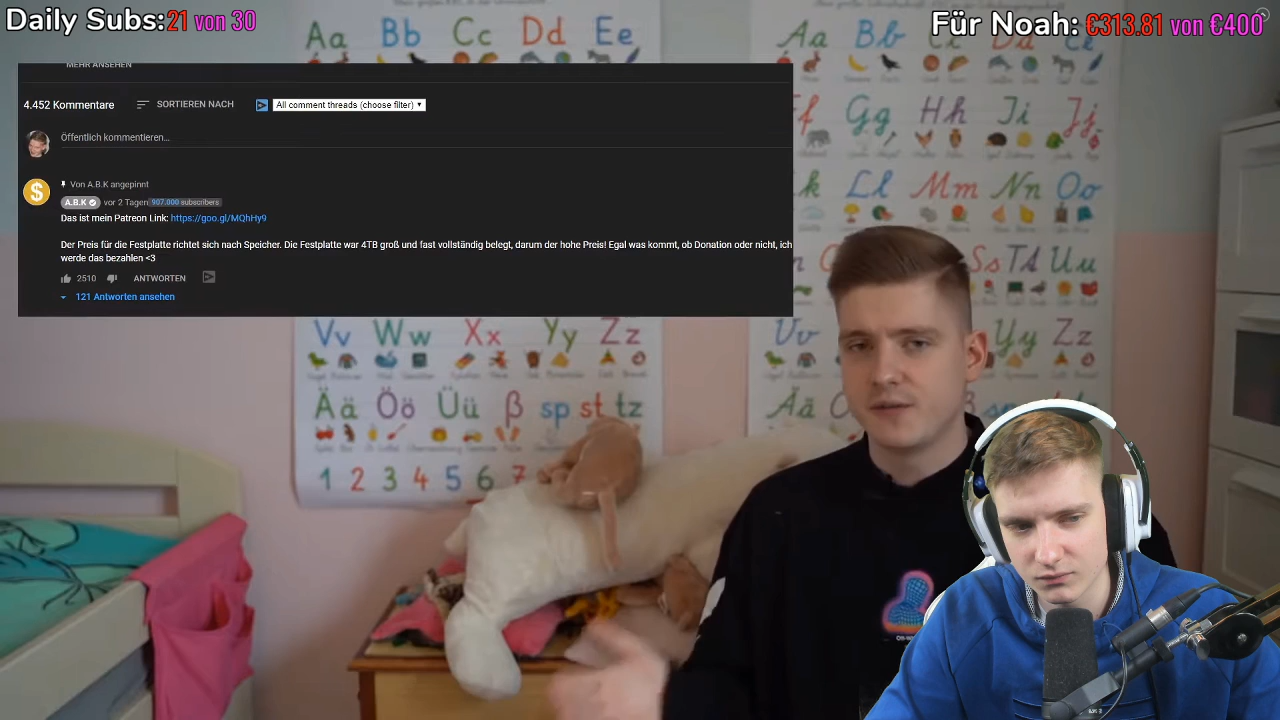 Daily Subs: 21 von 30
Für Noah: €313.81 von €400
MEHR ANSEHEN
4.452 Kommentare
SORTIEREN NACH
All comment threads (choose filter)
Öffentlich kommentieren...
Von A.B.K angepinnt
A.B.K vor 2 Tagen 907.000 subscribers
Das ist mein Patreon Link: https://goo.gl/MQhHy9
Der Preis für die Festplatte richtet sich nach Speicher. Die Festplatte war 4TB groß und fast vollständig belegt, darum der hohe Preis! Egal was kommt, ob Donation oder nicht, ich
werde das bezahlen <3
2510
ANTWORTEN
121 Antworten ansehen
Aa Bb Cc Dd Ee
Aa Bb
Gg Hh Ii Jj
Ll Mm Nn Oo
Ss Tt Uu
Vv Ww Xx Yy Zz
Uv
Yy Zz
Ää Öö Üü ß sp st tz
Ää
1 2 3 4 5 6 7